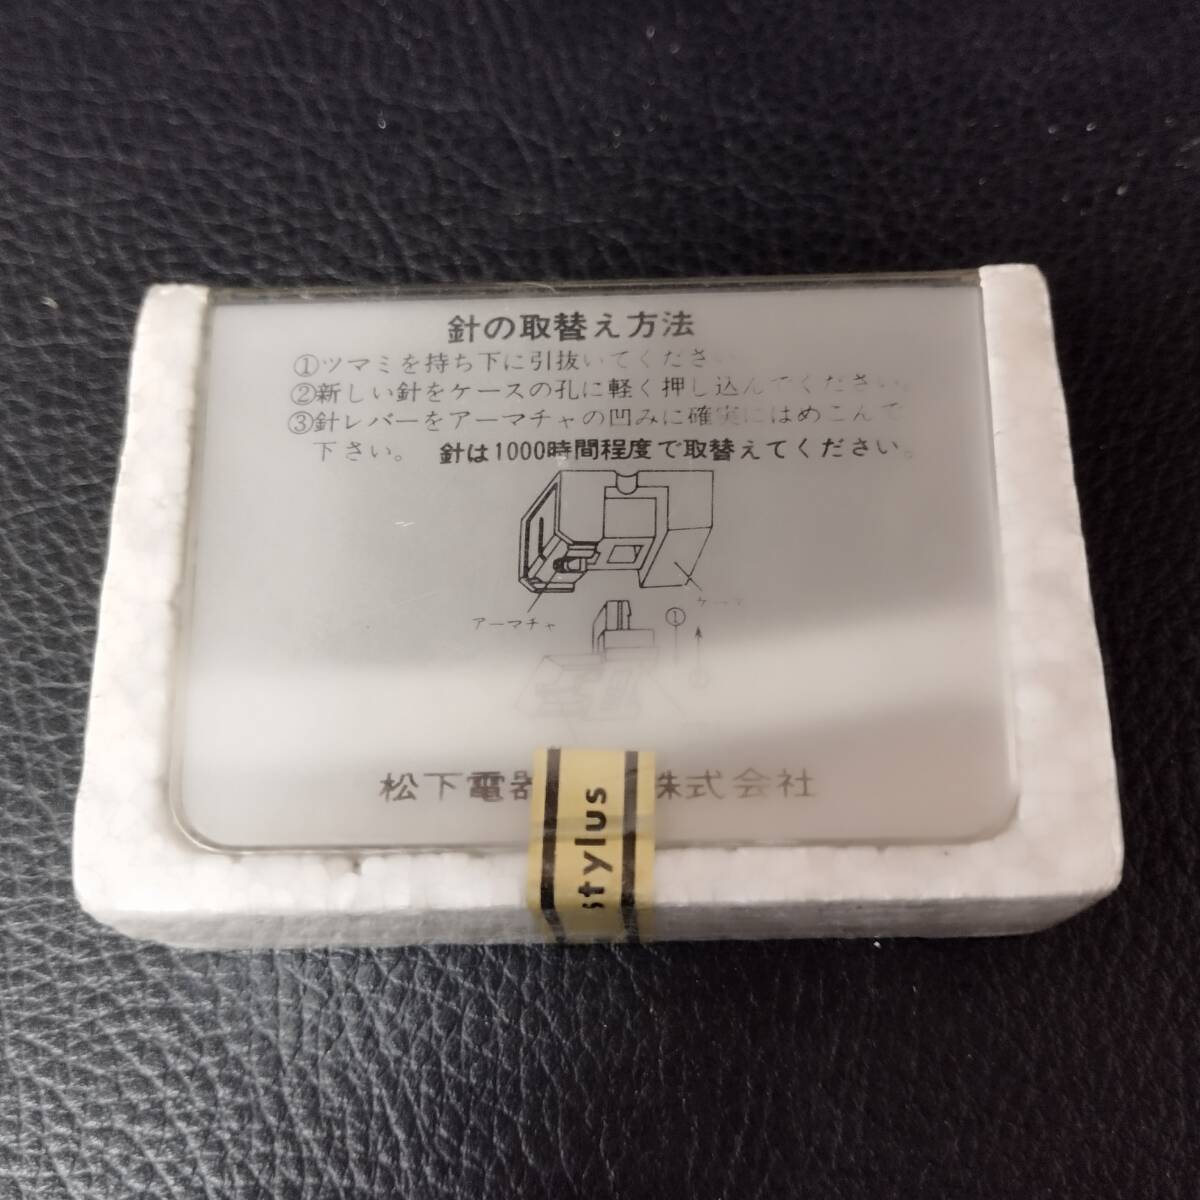 針の取替え方法
①ツマミを持ち下に引抜いてくださ
②新しい針をケースの孔に軽く押し込んでください。
③針レバーをアーマチャの凹みに確実にはめこんで
下さい。 針は1000時間程度で取替えてください。
ケース
アーマチャ
①
松下電器 株式会社
stylus